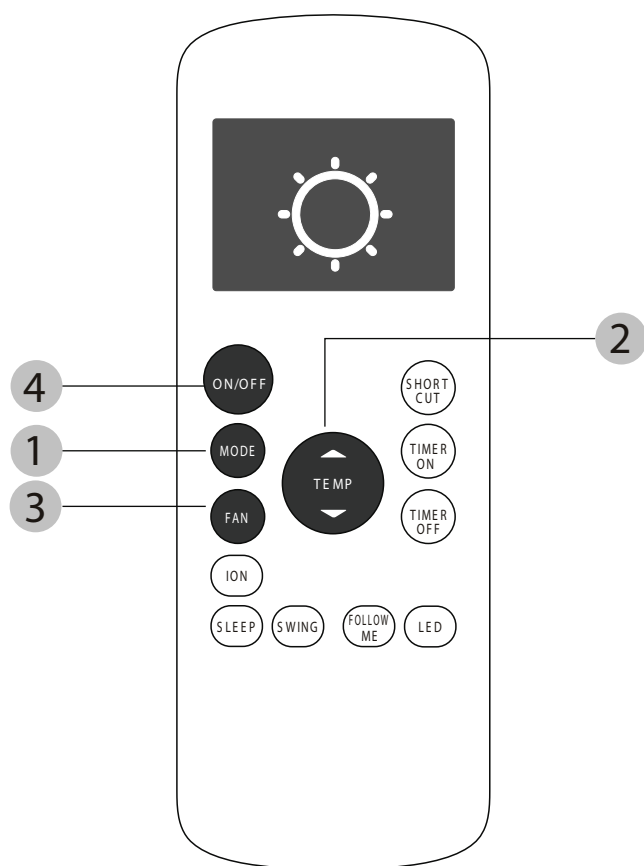 2
4
ON/OFF
SHORT
CUT
1
MODE
TEMP
TIMER
ON
3
FAN
TIMER
OFF
ION
SLEEP
SWING
FOLLOW
ME
LED